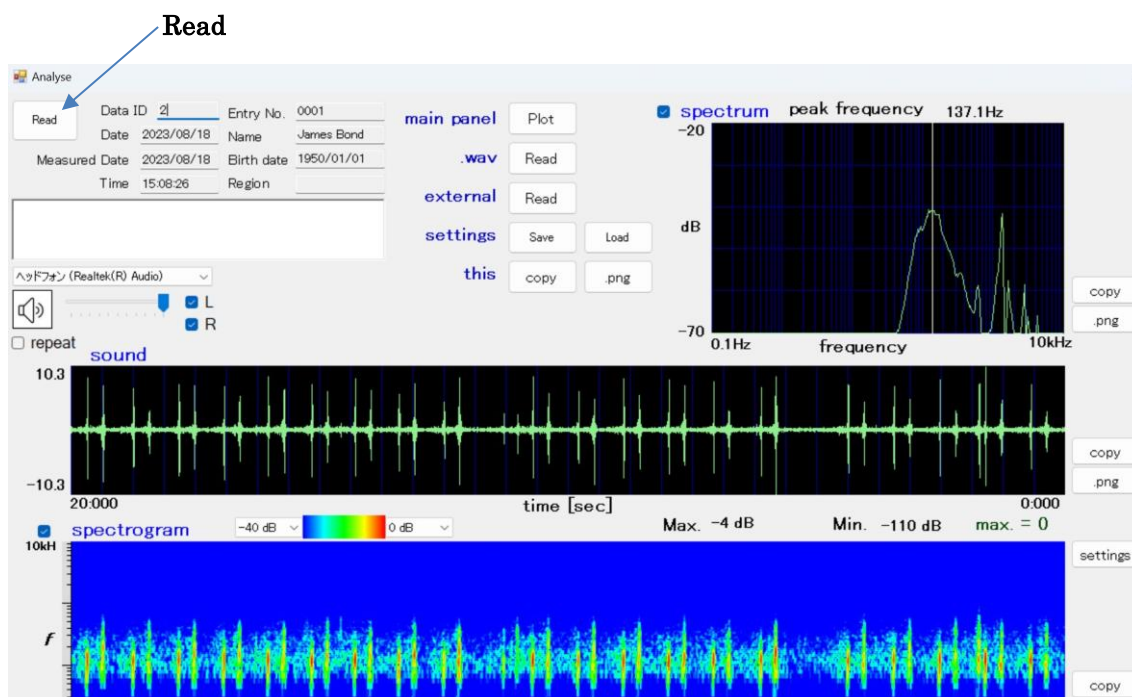 Read
Analyse
Read
Data ID 2
Entry No. 0001
Date 2023/08/18
Name James Bond
Measured Date 2023/08/18
Birth date 1950/01/01
Time 15:08:26
Region
main panel Plot
.wav Read
external Read
settings Save Load
this copy .png
ヘッドフォン (Realtek(R) Audio)
L
R
repeat
spectrum peak frequency 137.1Hz
-20
dB
-70
0.1Hz frequency 10kHz
copy
.png
sound
10.3
-10.3
20:000 time [sec] 0:000
copy
.png
spectrogram -40 dB 0 dB Max. -4 dB Min. -110 dB max. = 0
10kH
f
settings
copy